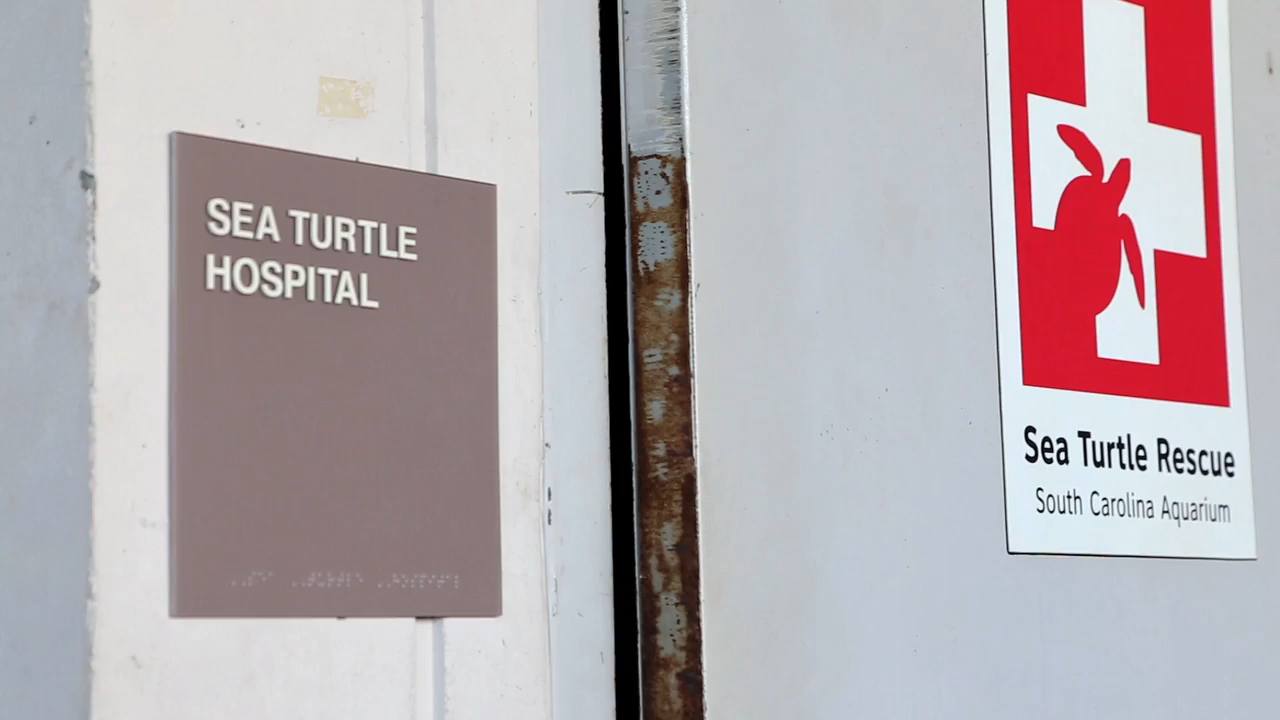 SEA TURTLE
HOSPITAL
Sea Turtle Rescue
South Carolina Aquarium